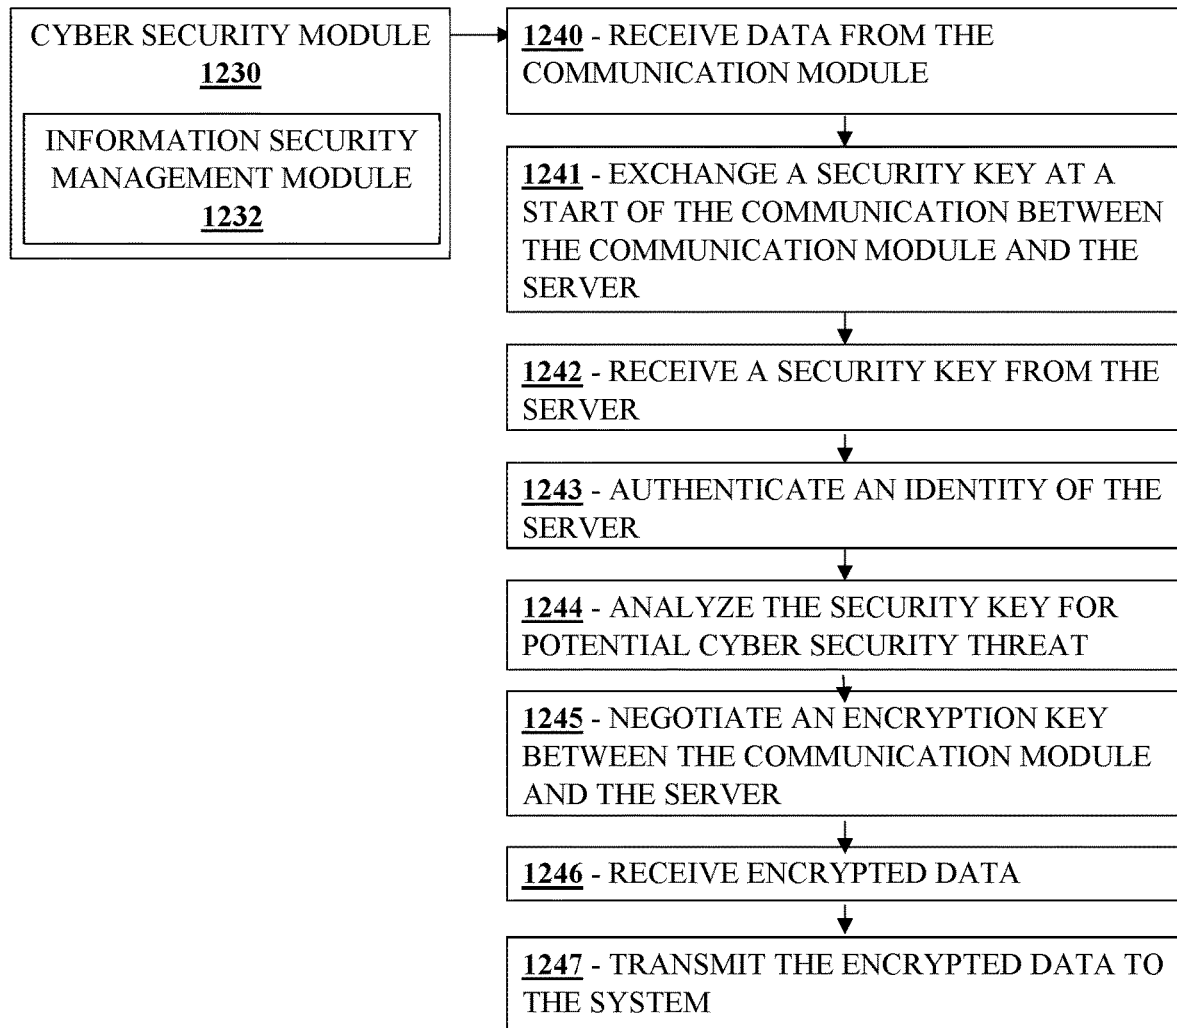 CYBER SECURITY MODULE
1230
INFORMATION SECURITY
MANAGEMENT MODULE
1232
1240 - RECEIVE DATA FROM THE
COMMUNICATION MODULE
1241 - EXCHANGE A SECURITY KEY AT A
START OF THE COMMUNICATION BETWEEN
THE COMMUNICATION MODULE AND THE
SERVER
1242 - RECEIVE A SECURITY KEY FROM THE
SERVER
1243 - AUTHENTICATE AN IDENTITY OF THE
SERVER
1244 - ANALYZE THE SECURITY KEY FOR
POTENTIAL CYBER SECURITY THREAT
1245 - NEGOTIATE AN ENCRYPTION KEY
BETWEEN THE COMMUNICATION MODULE
AND THE SERVER
1246 - RECEIVE ENCRYPTED DATA
1247 - TRANSMIT THE ENCRYPTED DATA TO
THE SYSTEM